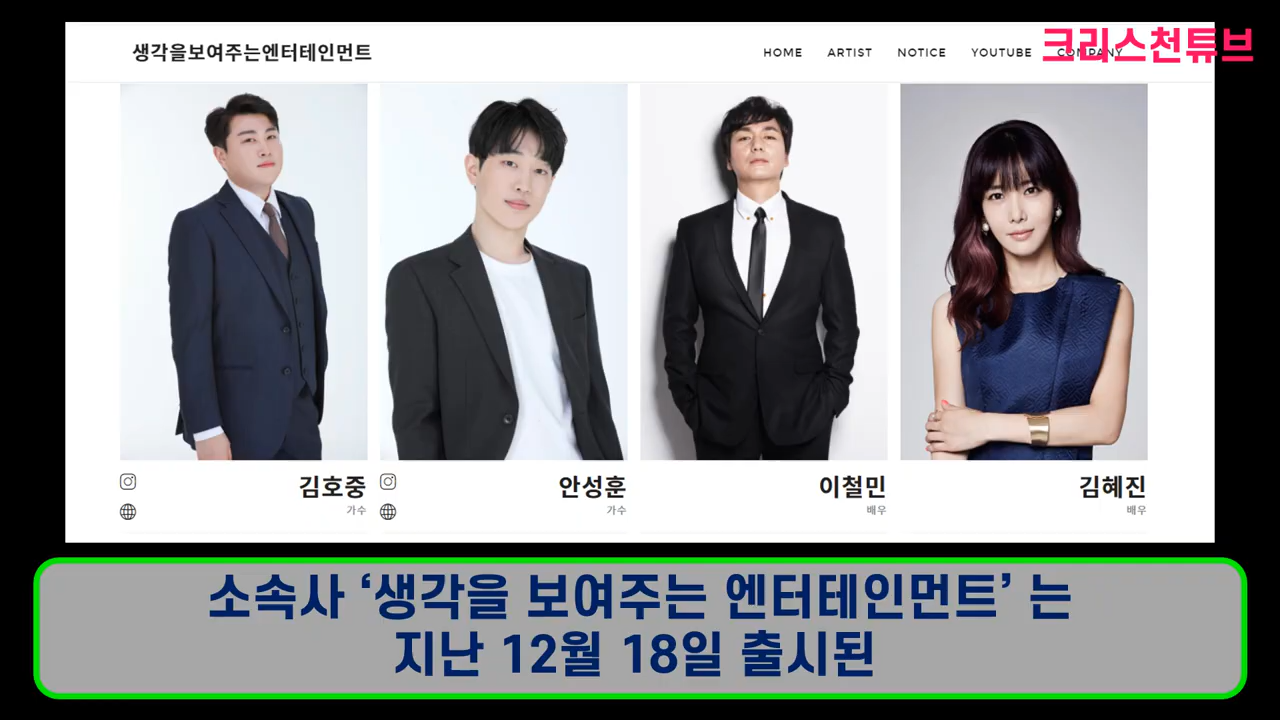 생각을보여주는엔터테인먼트
HOME ARTIST NOTICE YOUTUBE COMPANY
크리스천튜브
김호중
가수
안성훈
가수
이철민
배우
김혜진
배우
소속사 ‘생각을 보여주는 엔터테인먼트’ 는
지난 12월 18일 출시된